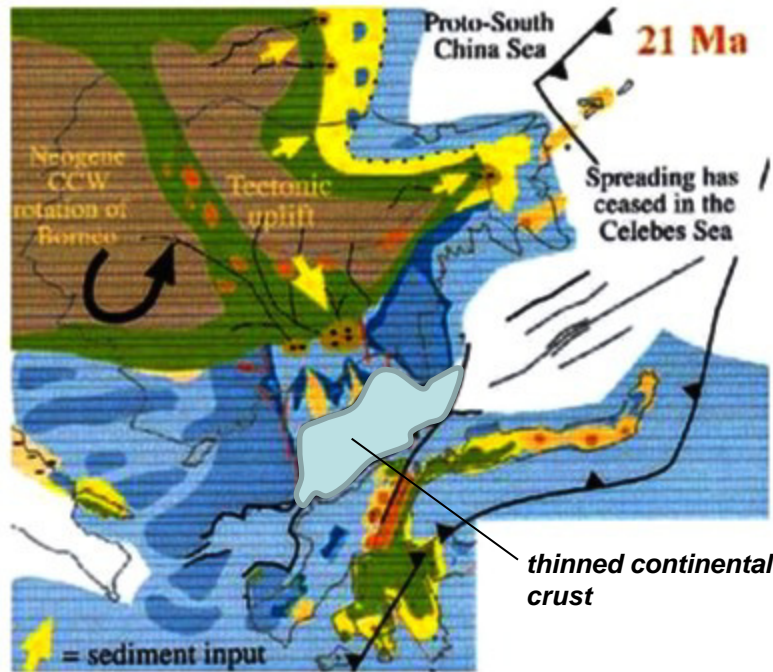 Proto-South
China Sea
21 Ma
Neogene
CCW
rotation of
Borneo
Tectonic
uplift
Spreading has
ceased in the
Celebes Sea
thinned continental
crust
= sediment input